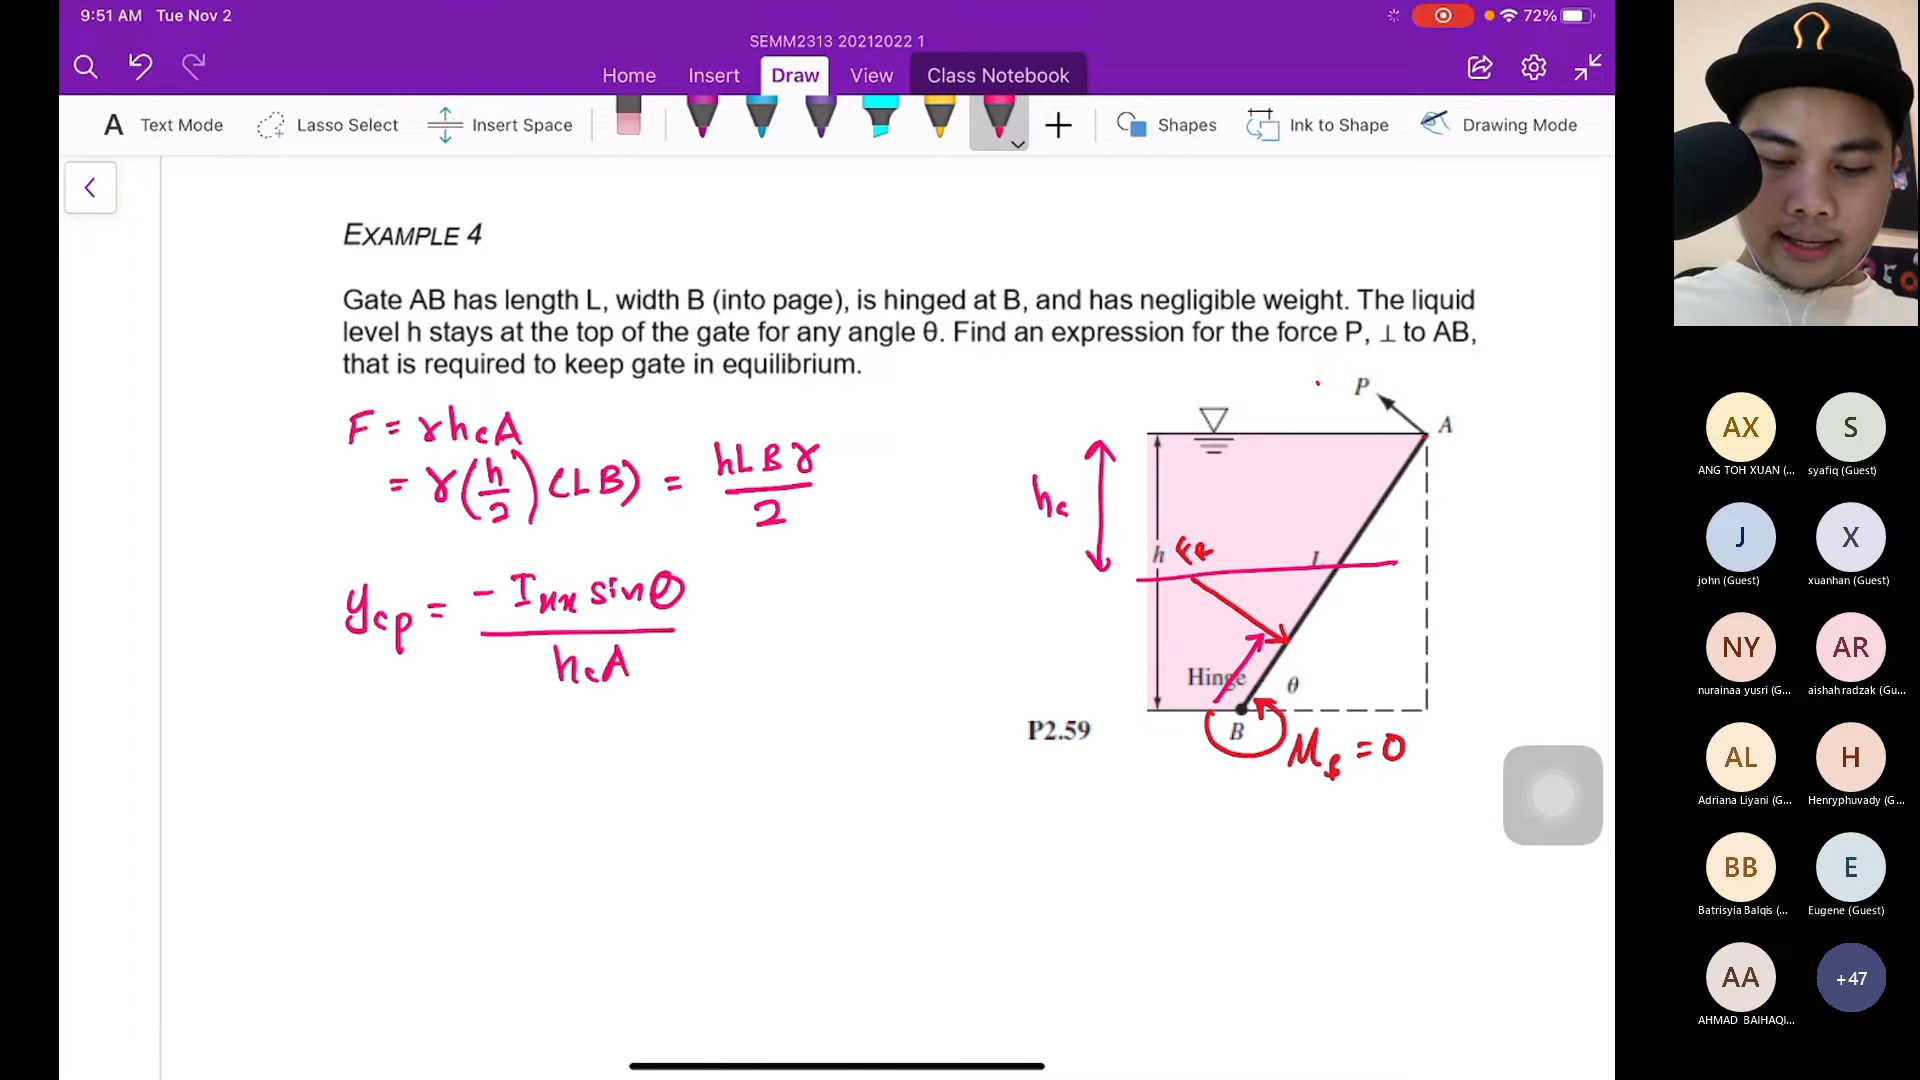 9:51 AM Tue Nov 2
72%
SEMM2313 20212022 1
Home Insert Draw View Class Notebook
A Text Mode Lasso Select Insert Space Shapes Ink to Shape Drawing Mode
EXAMPLE 4
Gate AB has length L, width B (into page), is hinged at B, and has negligible weight. The liquid
level h stays at the top of the gate for any angle θ. Find an expression for the force P, ⊥ to AB,
that is required to keep gate in equilibrium.
F = γhcA
= γ(h/2)(LB) = hLBγ/2
ycp = -Ixx sinθ / hcA
P
A
hc
h
FR
L
Hinge
θ
B
P2.59
MB = 0
AX
ANG TOH XUAN (...
S
syafiq (Guest)
J
john (Guest)
X
xuanhan (Guest)
NY
nurainaa yusri (G...
AR
aishah radzak (Gu...
AL
Adriana Liyani (G...
H
Henryphuvady (G...
BB
Batrisyia Balqis (...
E
Eugene (Guest)
AA
AHMAD BAIHAQI...
+47